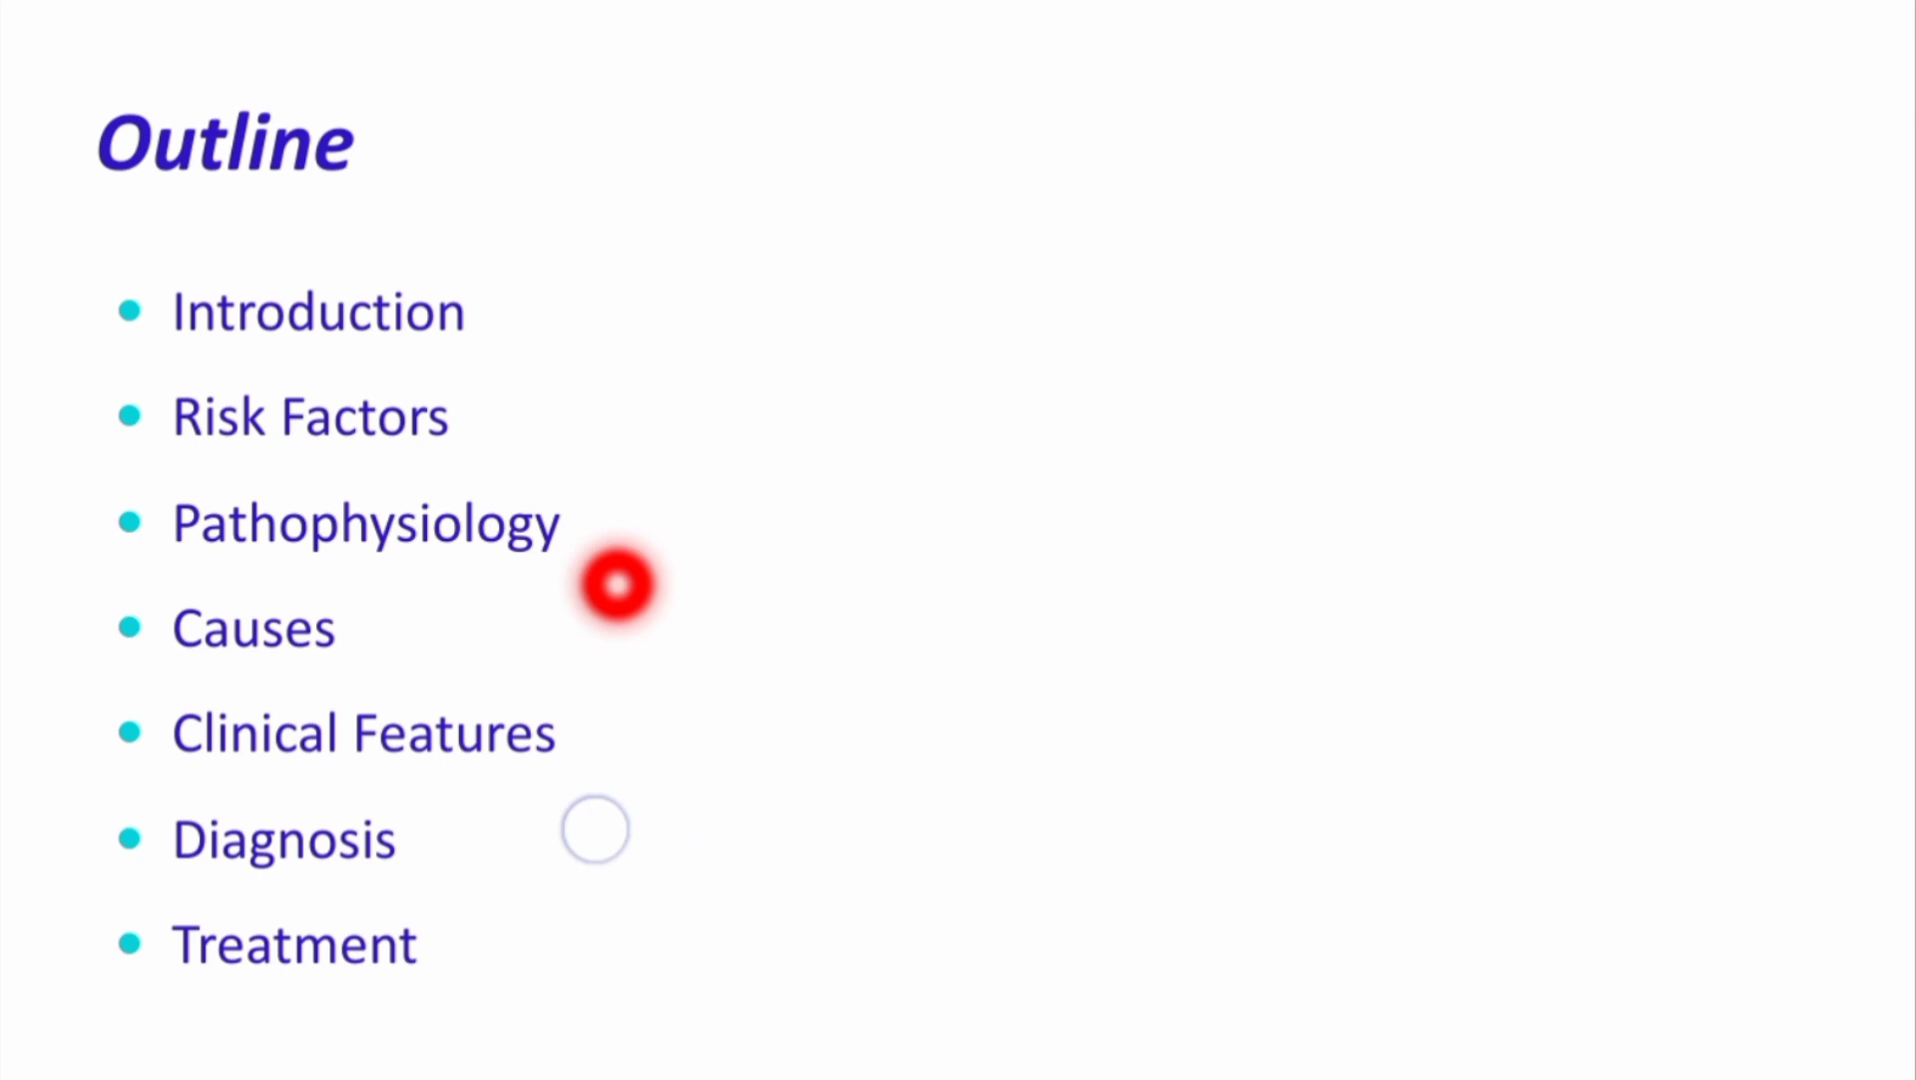 Outline
Introduction
Risk Factors
Pathophysiology
Causes
Clinical Features
Diagnosis
Treatment